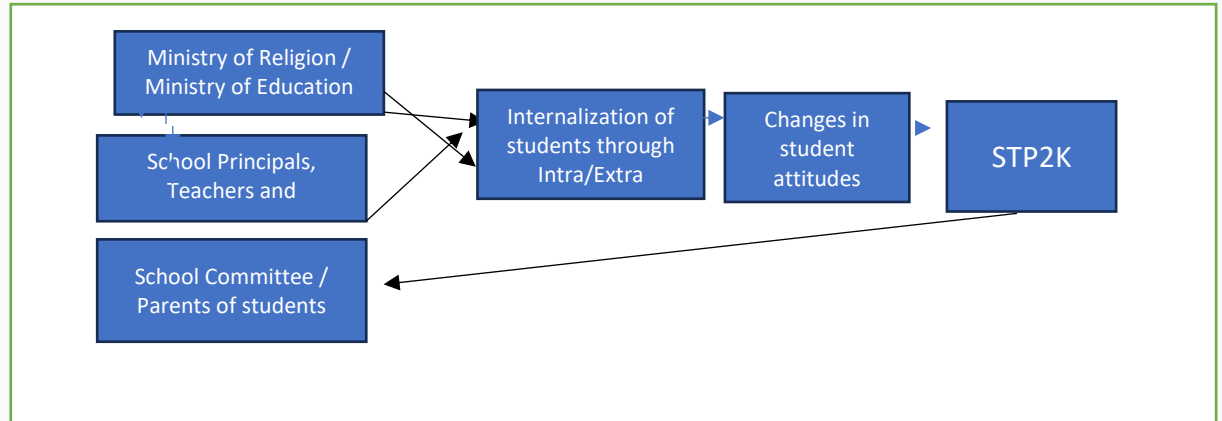 Ministry of Religion /
Ministry of Education
School Principals,
Teachers and
School Committee /
Parents of students
Internalization of
students through
Intra/Extra
Changes in
student
attitudes
STP2K